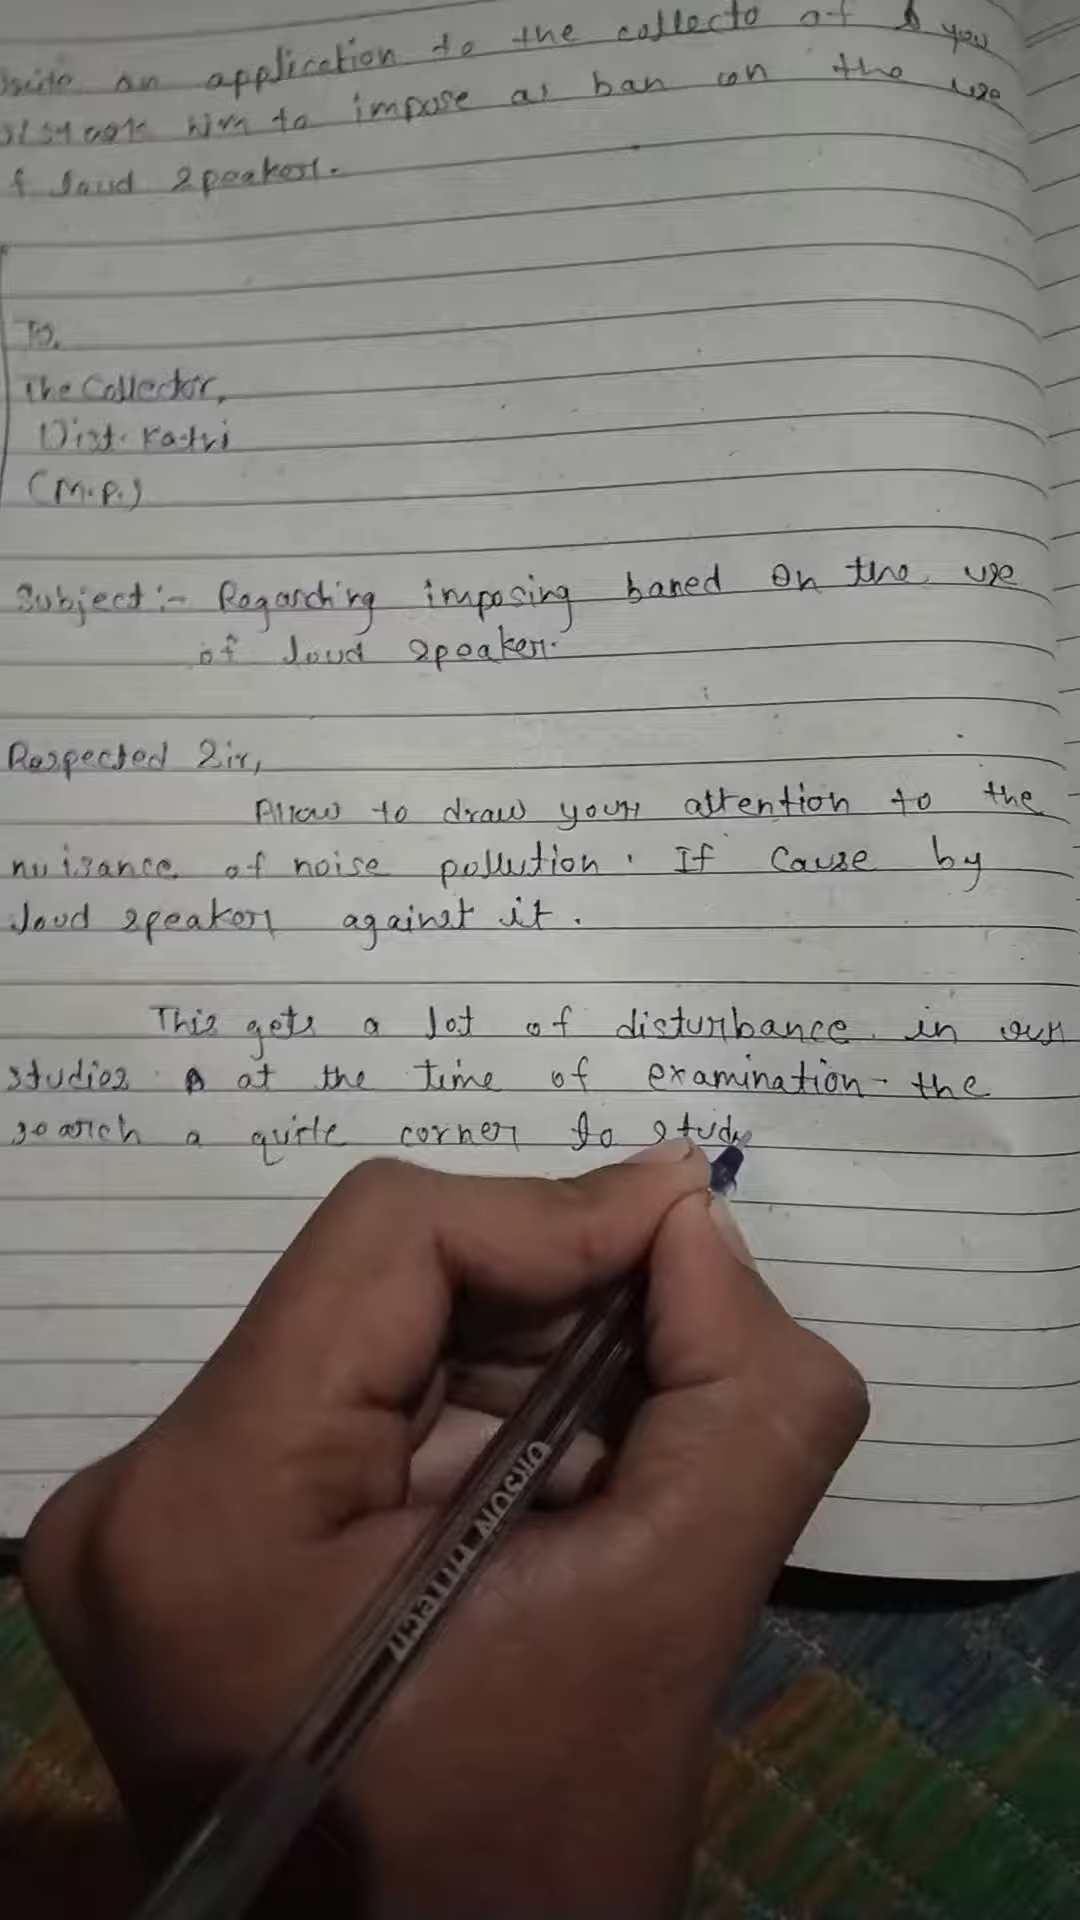 an application to the collecto of you
him to impose as ban on the use
f loud speaker.
To,
The Collector,
Dist. Katni
(M.P.)
Subject:- Regarding imposing baned on the use
of loud speaker.
Respected Sir,
Allow to draw your attention to the
nuisance of noise pollution. If cause by
loud speaker against it.
This gets a lot of disturbance in our
studies at the time of examination- the
search a quite corner to study
ORSON HITECH